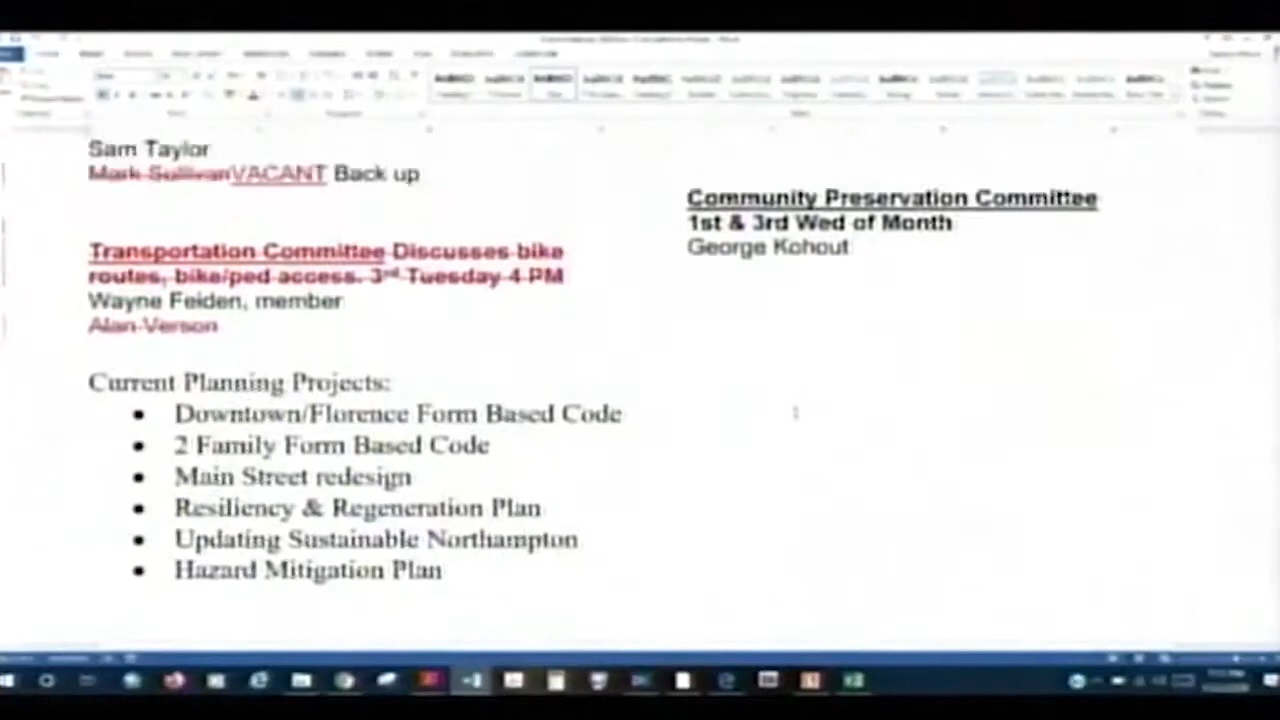 Sam Taylor
Mark SullivanVACANT Back up
Community Preservation Committee
1st & 3rd Wed of Month
George Kohout
Transportation Committee Discusses bike
routes, bike/ped access. 3rd Tuesday 4 PM
Wayne Feiden, member
Alan Verson
Current Planning Projects:
• Downtown/Florence Form Based Code
• 2 Family Form Based Code
• Main Street redesign
• Resiliency & Regeneration Plan
• Updating Sustainable Northampton
• Hazard Mitigation Plan